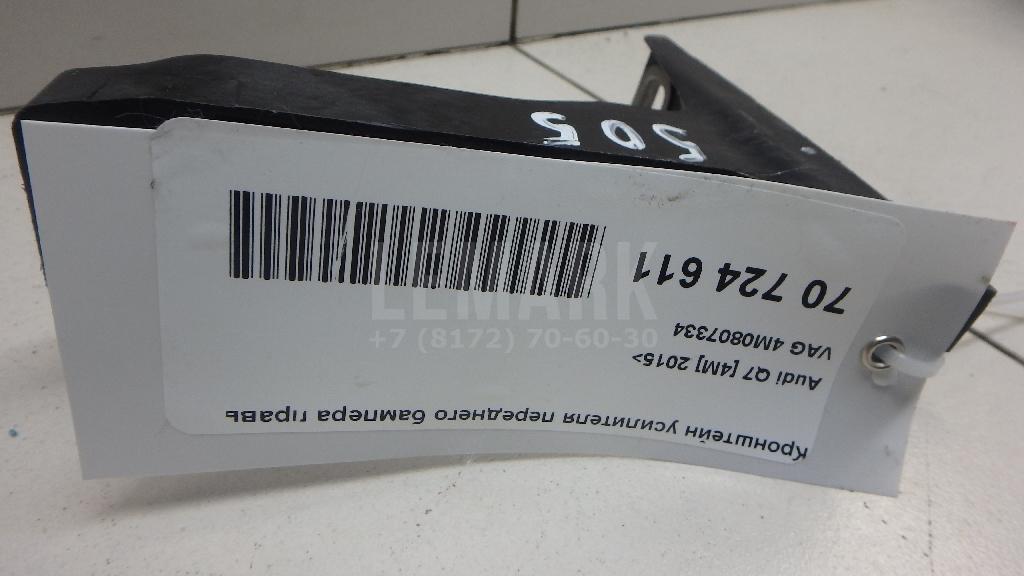 505
Кронштейн усилителя переднего бампера правь
Audi Q7 [4M] 2015>
VAG 4M0807334
70 724 611
LEMARK
+7 (8172) 70-60-30